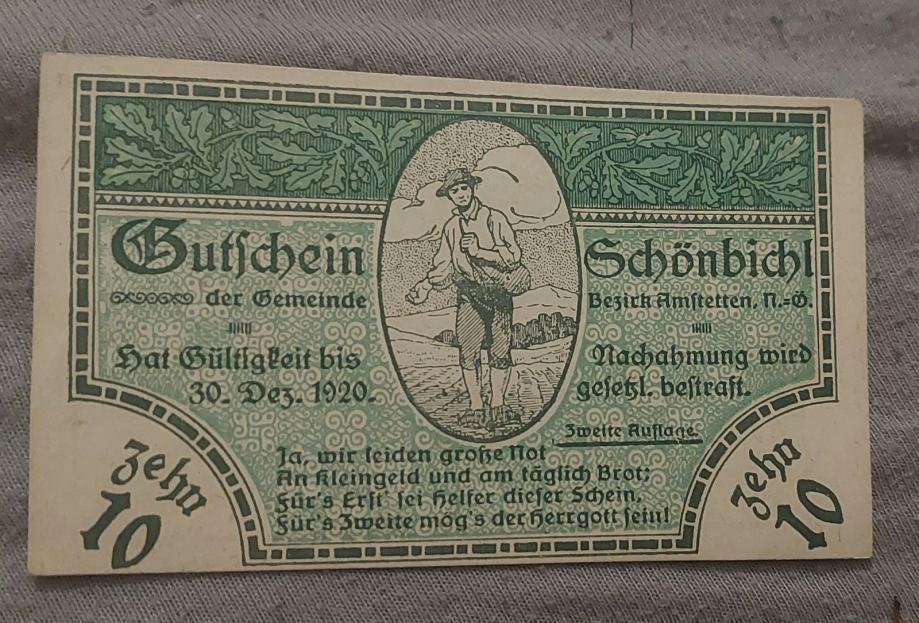 Gutschein
der Gemeinde
Hat Gültigkeit bis
30. Dez. 1920.
Schönbichl
Bezirk Amstetten, N.=Ö.
Nachahmung wird
gesetzl. bestraft.
Zweite Auflage.
Ja, wir leiden große Not
An Kleingeld und am täglich Brot;
Für's Erst' sei Helfer dieser Schein,
Für's Zweite mög's der Herrgott sein!
zehn
10
zehn
10